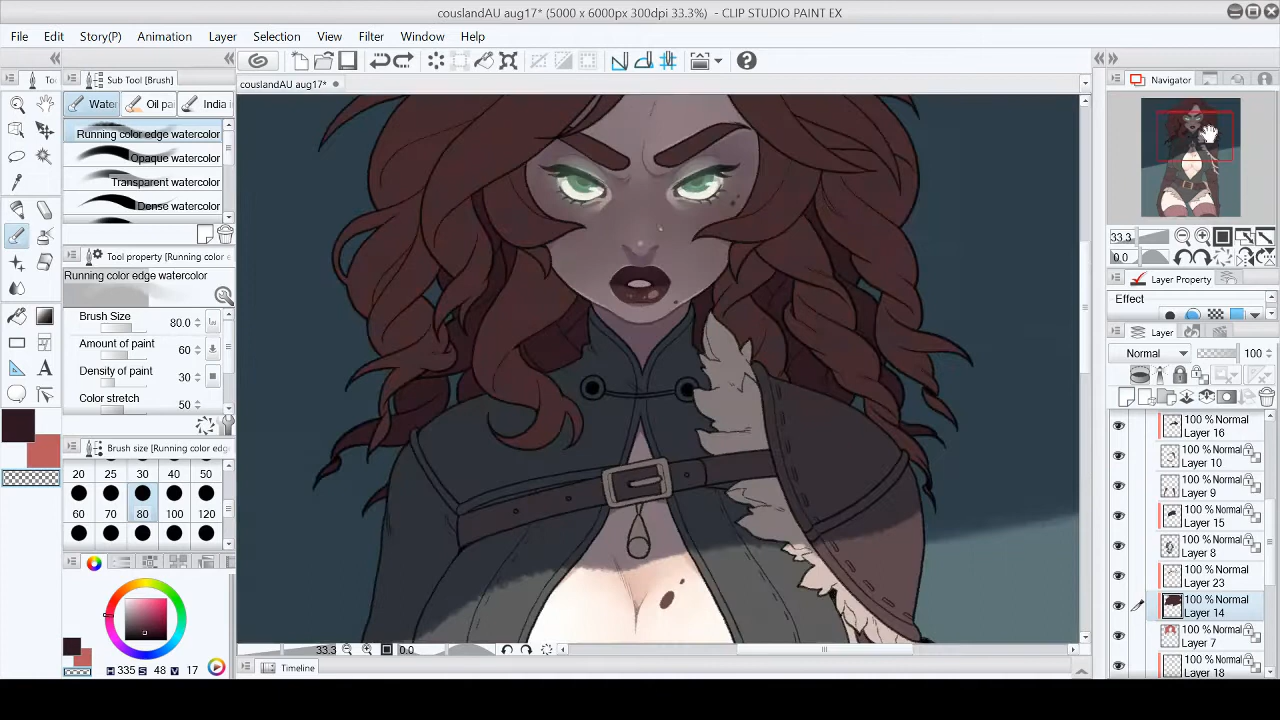 couslandAU aug17* (5000 x 6000px 300dpi 33.3%) - CLIP STUDIO PAINT EX
File Edit Story(P) Animation Layer Selection View Filter Window Help
Sub Tool [Brush]
couslandAU aug17*
Navigator
Water
Oil pa
India i
Running color edge watercolor
Opaque watercolor
Transparent watercolor
Dense watercolor
Tool property [Running color e
Running color edge watercolor
Brush Size 80.0
Amount of paint 60
Density of paint 30
Color stretch 50
Brush size [Running color edg
20 25 30 40 50
60 70 80 100 120
H 335 S 48 V 17
33.3 0.0
Timeline
33.3
0.0
Layer Property
Effect
Layer
Normal 100
100 % Normal
Layer 16
100 % Normal
Layer 10
100 % Normal
Layer 9
100 % Normal
Layer 15
100 % Normal
Layer 8
100 % Normal
Layer 23
100 % Normal
Layer 14
100 % Normal
Layer 7
100 % Normal
Layer 18